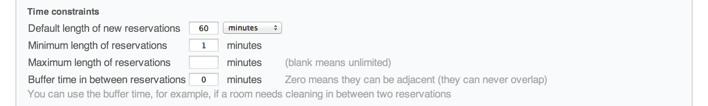 Time constraints
Default length of new reservations 60 minutes
Minimum length of reservations 1 minutes
Maximum length of reservations minutes (blank means unlimited)
Buffer time in between reservations 0 minutes Zero means they can be adjacent (they can never overlap)
You can use the buffer time, for example, if a room needs cleaning in between two reservations